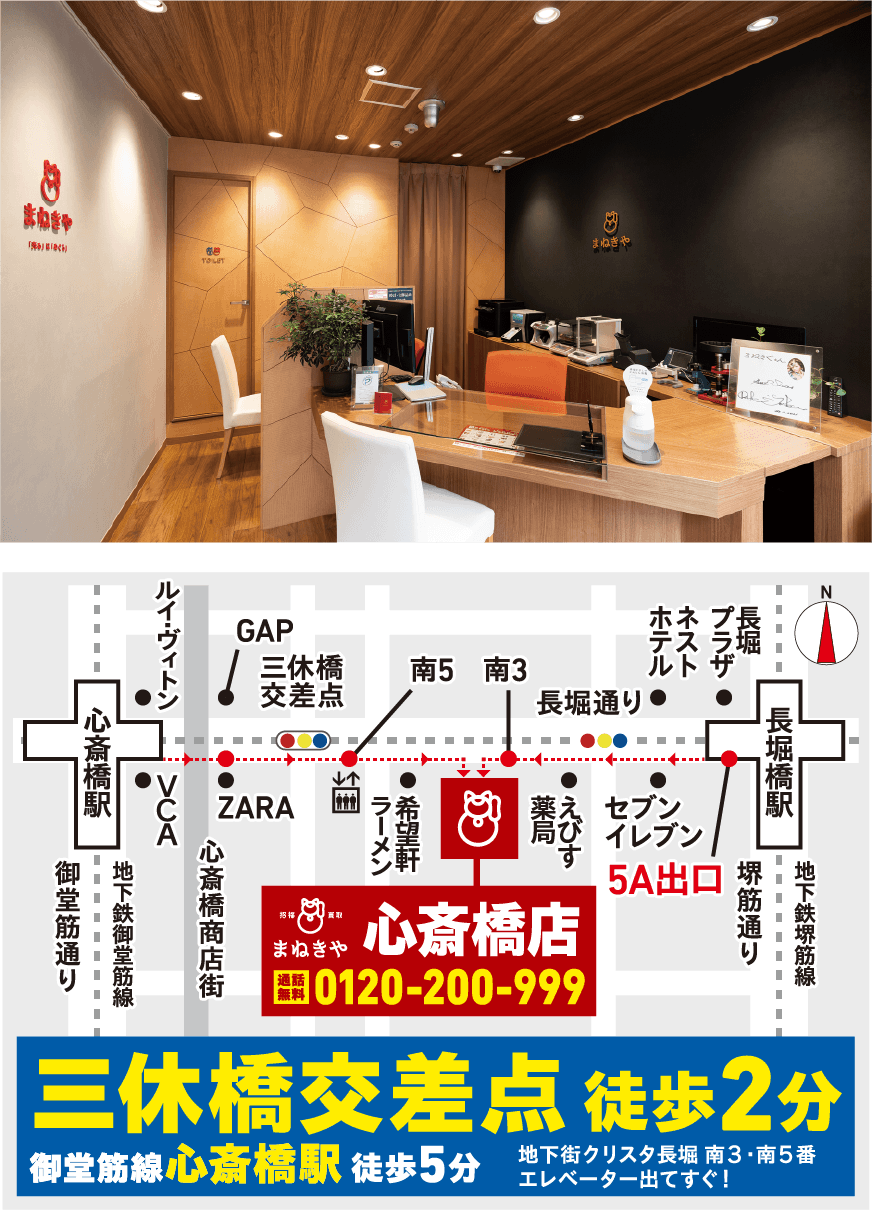 まねきや
まねきや
TOILET
N
ルイ・ヴィトン
GAP
三休橋
交差点
南5
南3
長堀通り
ネスト
ホテル
長堀
プラザ
心斎橋駅
長堀橋駅
VCA
ZARA
希望軒
ラーメン
えびす
薬局
セブン
イレブン
5A出口
御堂筋通り
地下鉄御堂筋線
心斎橋商店街
堺筋通り
地下鉄堺筋線
招福 買取
まねきや
心斎橋店
通話
無料
0120-200-999
三休橋交差点 徒歩2分
御堂筋線心斎橋駅 徒歩5分
地下街クリスタ長堀 南3・南5番
エレベーター出てすぐ!